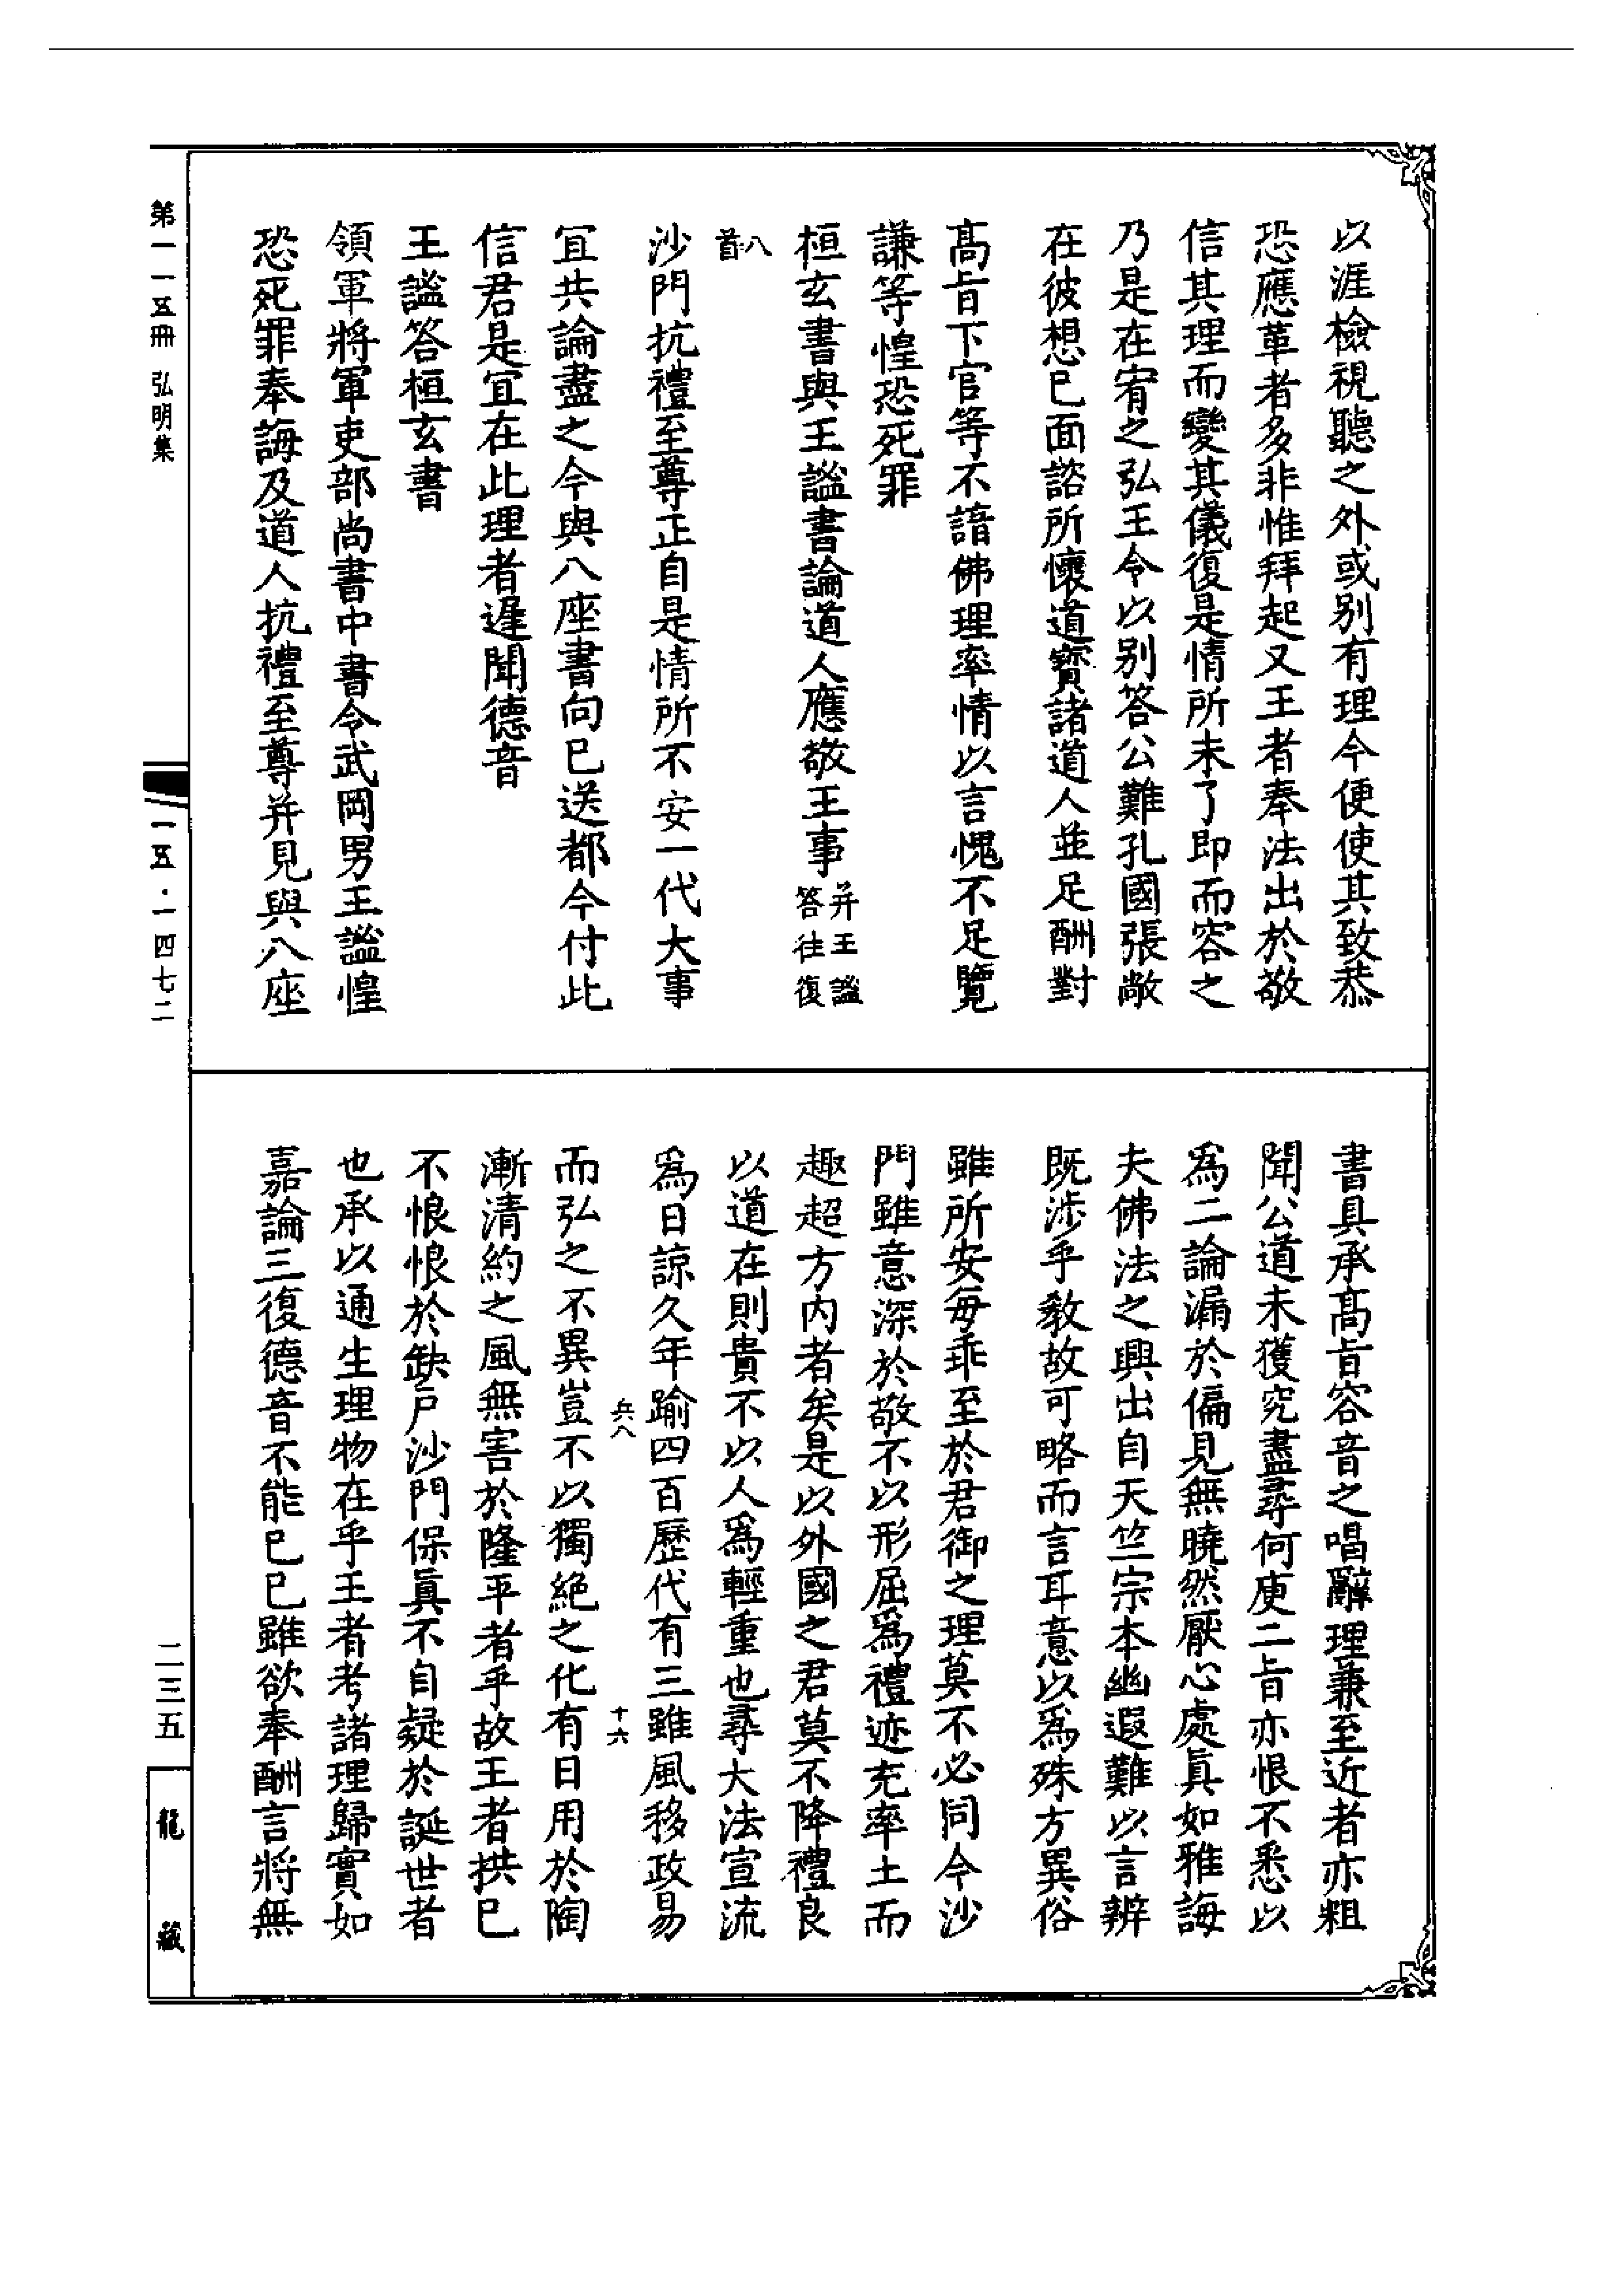 以涯檢視聽之外或别有理今便使其致恭
恐應革者多非惟拜起又王者奉法出於敬
信其理而變其儀復是情所未了即而容之
乃是在宥之弘王令以别答公難孔國張敞
在彼想已面諮所懷道寶諸道人並足酬對
髙旨下官等不諳佛理率情以言愧不足覽
謙等惶恐死罪
桓玄書與王謐書論道人應敬王事并王謐答往復
八首
沙門抗禮至尊正自是情所不安一代大事
宜共論盡之今與八座書向已送都今付此
信君是宜在此理者遲聞德音
王謐答桓玄書
領軍將軍吏部尚書中書令武岡男王謐惶
恐死罪奉誨及道人抗禮至尊并見與八座
書具承髙旨容音之唱辭理兼至近者亦粗
聞公道未獲究盡尋何庾二旨亦恨不悉以
爲二論漏於偏見無曉然厭心處眞如雅誨
夫佛法之興出自天竺宗本幽遐難以言辨
既涉乎教故可略而言耳意以爲殊方異俗
雖所安每乖至於君御之理莫不必同今沙
門雖意深於敬不以形屈爲禮迹充率土而
趣超方内者矣是以外國之君莫不降禮良
以道在則貴不以人爲輕重也尋大法宣流
爲日諒久年踰四百歷代有三雖風移政易
兵八 十六
而弘之不異豈不以獨絶之化有日用於陶
漸清約之風無害於隆平者乎故王者拱巳
不恨恨於缺户沙門保眞不自疑於誕世者
也承以通生理物在乎王者考諸理歸實如
嘉論三復德音不能已已雖欲奉酬言將無
第一一五冊 弘明集
一五·一四七二
二三五
龍藏